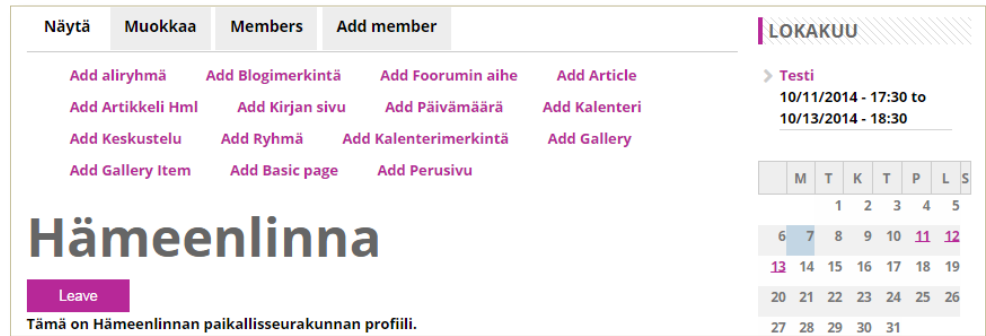 Näytä Muokkaa Members Add member
Add aliryhmä Add Blogimerkintä Add Foorumin aihe Add Article
Add Artikkeli Hml Add Kirjan sivu Add Päivämäärä Add Kalenteri
Add Keskustelu Add Ryhmä Add Kalenterimerkintä Add Gallery
Add Gallery Item Add Basic page Add Perusivu
Hämeenlinna
Leave
Tämä on Hämeenlinnan paikallisseurakunnan profiili.
LOKAKUU
Testi
10/11/2014 - 17:30 to
10/13/2014 - 18:30
M T K T P L S
1 2 3 4 5
6 7 8 9 10 11 12
13 14 15 16 17 18 19
20 21 22 23 24 25 26
27 28 29 30 31